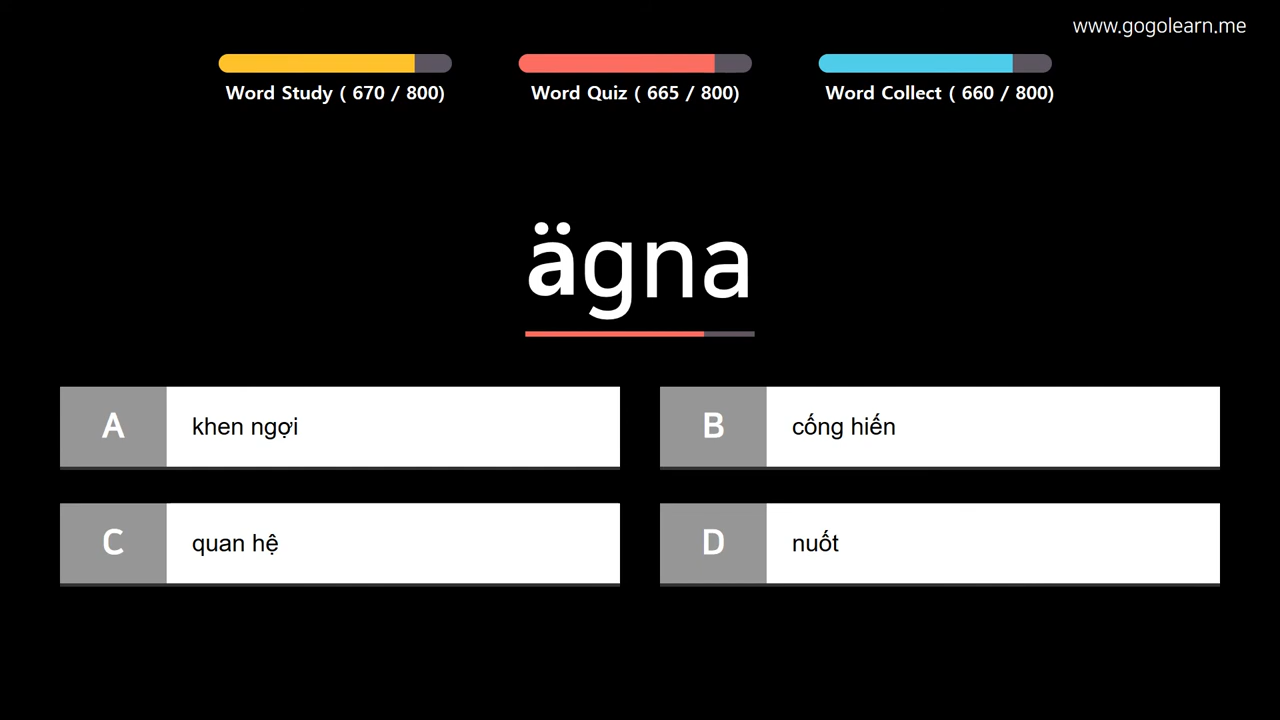 www.gogolearn.me
Word Study ( 670 / 800)
Word Quiz ( 665 / 800)
Word Collect ( 660 / 800)
ägna
A
khen ngợi
B
cống hiến
C
quan hệ
D
nuốt